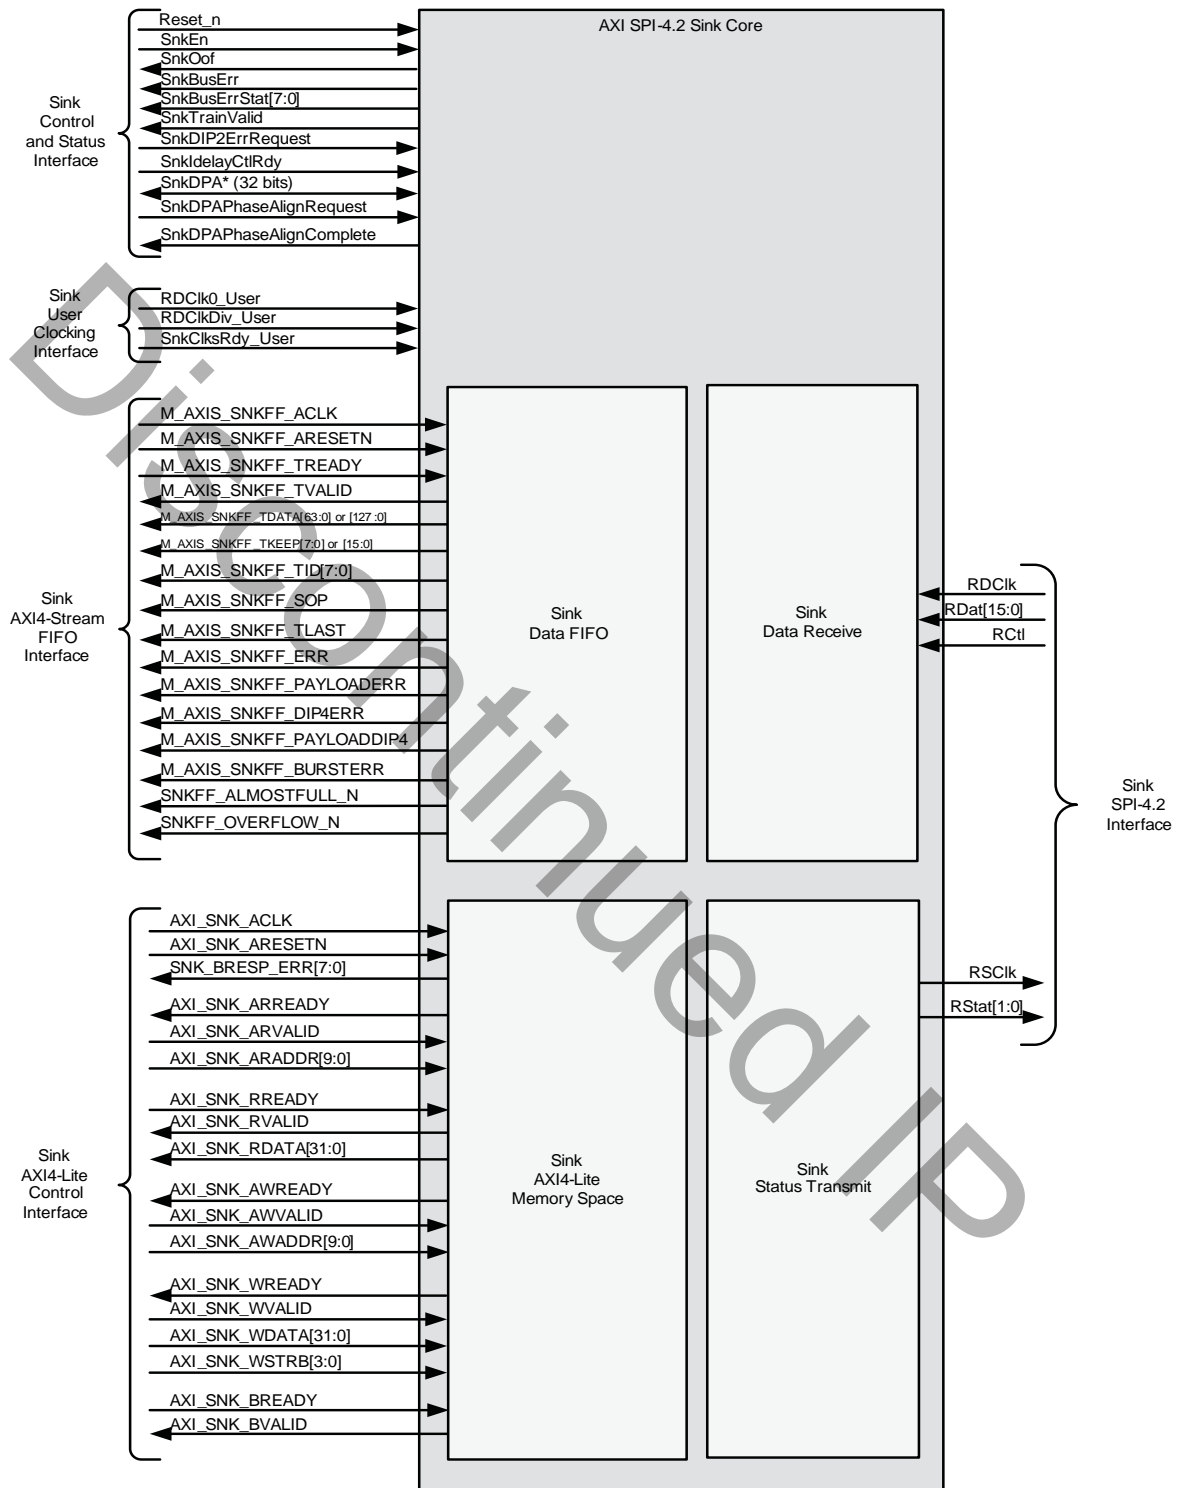 AXI SPI-4.2 Sink Core
Sink
Control
and Status
Interface
Reset_n
SnkEn
SnkOof
SnkBusErr
SnkBusErrStat[7:0]
SnkTrainValid
SnkDIP2ErrRequest
SnkIdelayCtlRdy
SnkDPA* (32 bits)
SnkDPAPhaseAlignRequest
SnkDPAPhaseAlignComplete
Sink
User
Clocking
Interface
RDClk0_User
RDClkDiv_User
SnkClksRdy_User
Sink
AXI4-Stream
FIFO
Interface
M_AXIS_SNKFF_ACLK
M_AXIS_SNKFF_ARESETN
M_AXIS_SNKFF_TREADY
M_AXIS_SNKFF_TVALID
M_AXIS_SNKFF_TDATA[63:0] or [127:0]
M_AXIS_SNKFF_TKEEP[7:0] or [15:0]
M_AXIS_SNKFF_TID[7:0]
M_AXIS_SNKFF_SOP
M_AXIS_SNKFF_TLAST
M_AXIS_SNKFF_ERR
M_AXIS_SNKFF_PAYLOADERR
M_AXIS_SNKFF_DIP4ERR
M_AXIS_SNKFF_PAYLOADDIP4
M_AXIS_SNKFF_BURSTERR
SNKFF_ALMOSTFULL_N
SNKFF_OVERFLOW_N
Sink
Data FIFO
Sink
Data Receive
RDClk
RDat[15:0]
RCtl
Sink
SPI-4.2
Interface
RSClk
RStat[1:0]
Sink
AXI4-Lite
Control
Interface
AXI_SNK_ACLK
AXI_SNK_ARESETN
SNK_BRESP_ERR[7:0]
AXI_SNK_ARREADY
AXI_SNK_ARVALID
AXI_SNK_ARADDR[9:0]
AXI_SNK_RREADY
AXI_SNK_RVALID
AXI_SNK_RDATA[31:0]
AXI_SNK_AWREADY
AXI_SNK_AWVALID
AXI_SNK_AWADDR[9:0]
AXI_SNK_WREADY
AXI_SNK_WVALID
AXI_SNK_WDATA[31:0]
AXI_SNK_WSTRB[3:0]
AXI_SNK_BREADY
AXI_SNK_BVALID
Sink
AXI4-Lite
Memory Space
Sink
Status Transmit
Discontinued IP